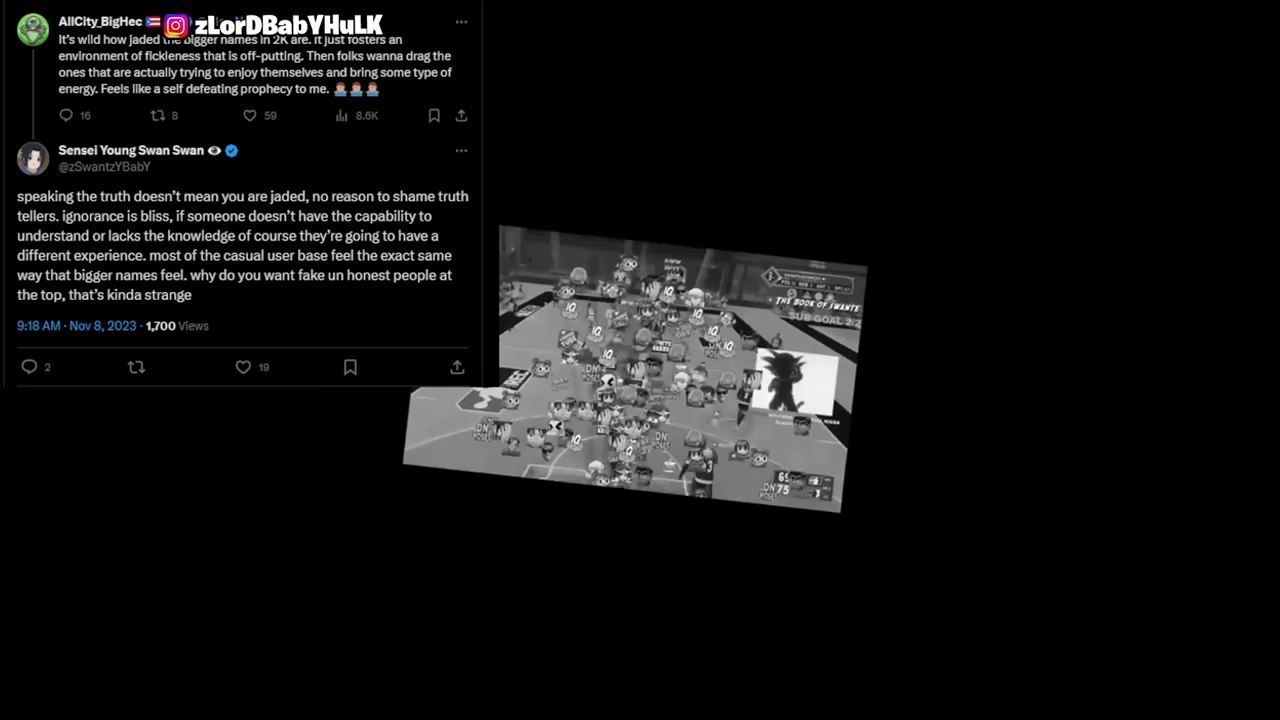 AllCity_BigHec
zLorDBabYHuLK
It's wild how jaded the bigger names in 2K are. It just fosters an
environment of fickleness that is off-putting. Then folks wanna drag the
ones that are actually trying to enjoy themselves and bring some type of
energy. Feels like a self defeating prophecy to me.
16 8 59 8.6K
Sensei Young Swan Swan
@zSwantzYBabY
speaking the truth doesn't mean you are jaded, no reason to shame truth
tellers. ignorance is bliss, if someone doesn't have the capability to
understand or lacks the knowledge of course they're going to have a
different experience. most of the casual user base feel the exact same
way that bigger names feel. why do you want fake un honest people at
the top, that's kinda strange
9:18 AM · Nov 8, 2023 · 1,700 Views
2 19
THE BOOK OF SWANTE
SUB GOAL 2/2
IQ
DN
MOSES
75